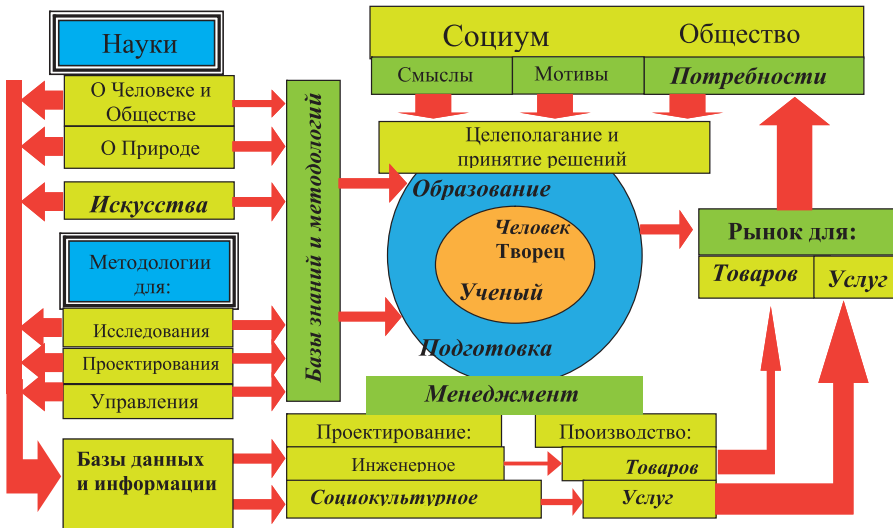 Науки
О Человеке и
Обществе
О Природе
Искусства
Методологии
для:
Исследования
Проектирования
Управления
Базы данных
и информации
Базы знаний и методологий
Социум
Общество
Смыслы
Мотивы
Потребности
Целеполагание и
принятие решений
Образование
Человек
Творец
Ученый
Подготовка
Менеджмент
Проектирование:
Производство:
Инженерное
Товаров
Социокультурное
Услуг
Рынок для:
Товаров
Услуг